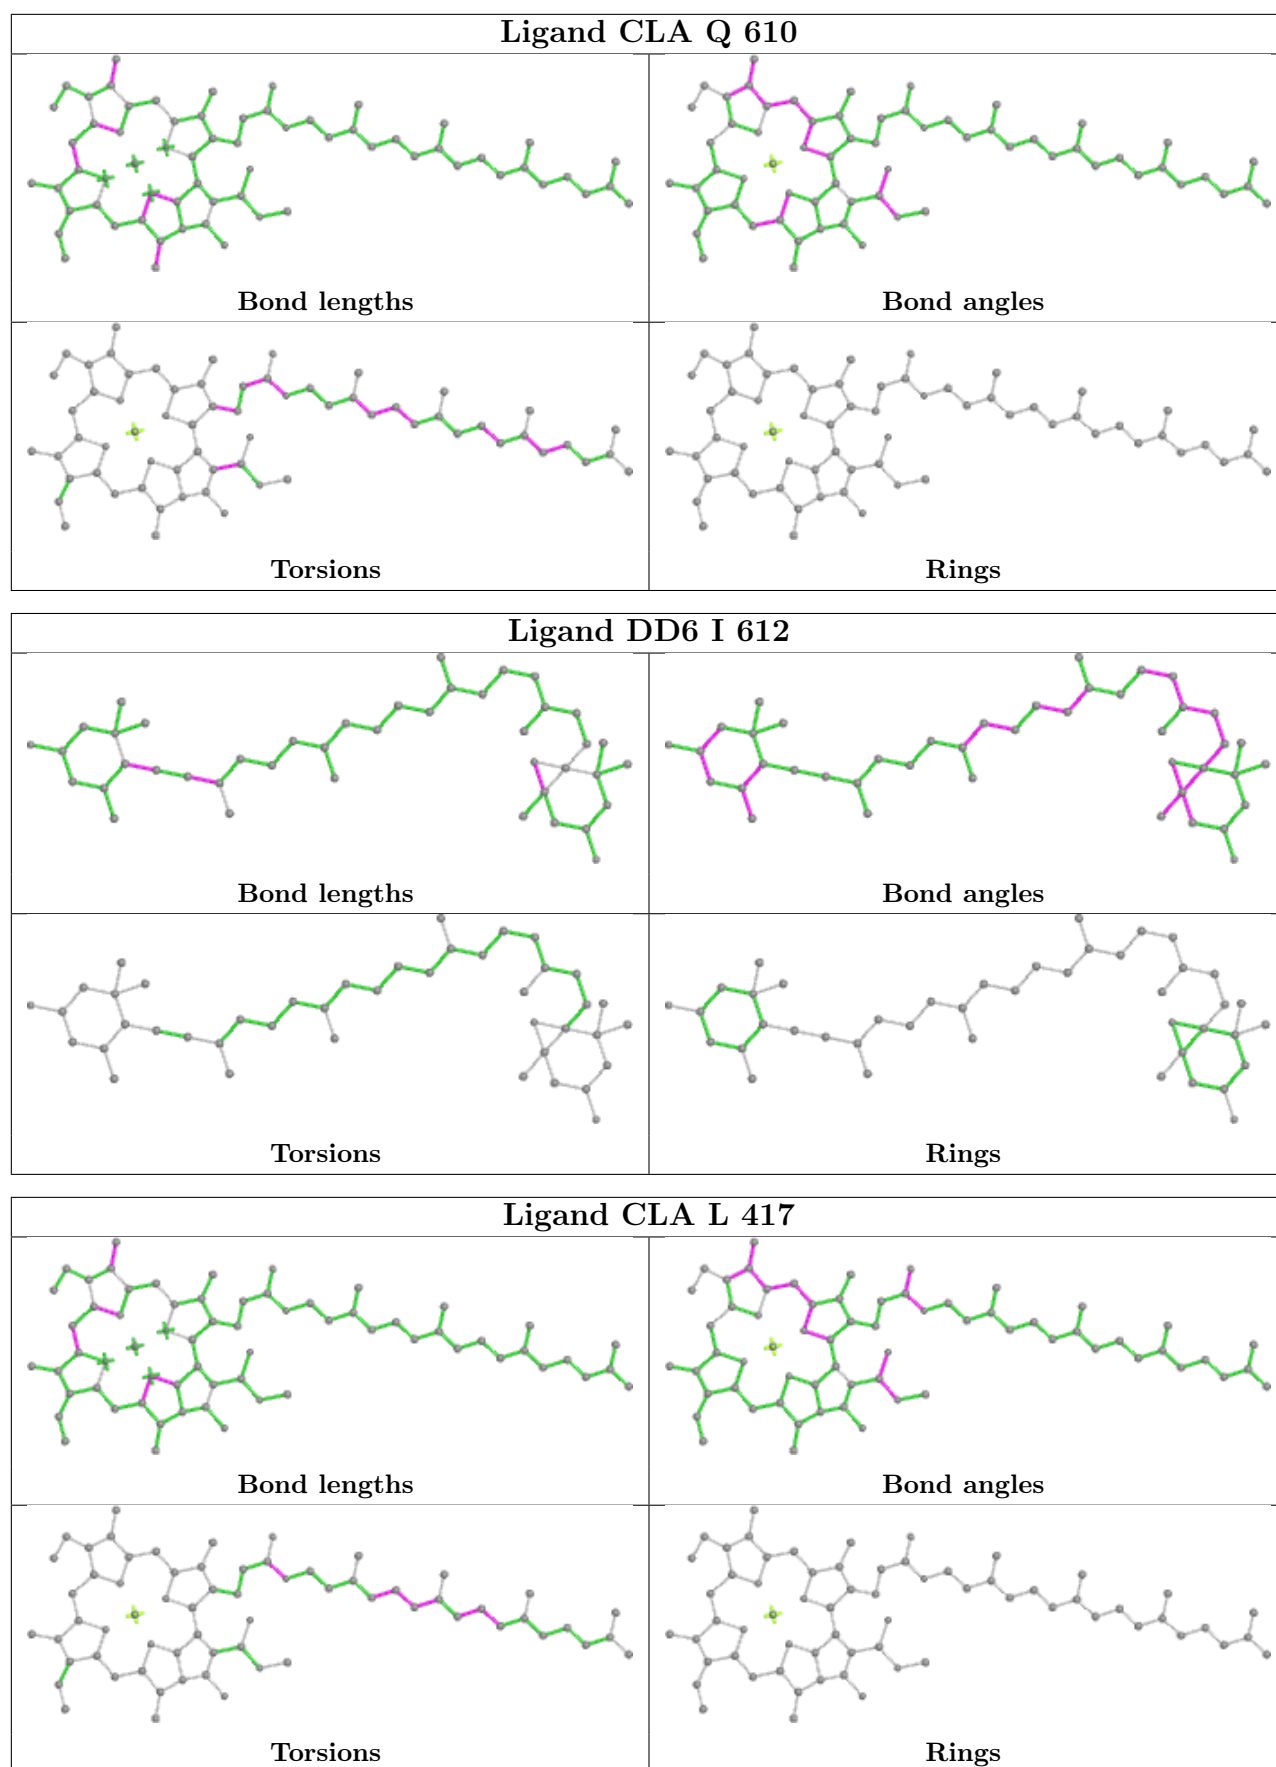 Ligand CLA Q 610
Bond lengths
Bond angles
Torsions
Rings
Ligand DD6 I 612
Bond lengths
Bond angles
Torsions
Rings
Ligand CLA L 417
Bond lengths
Bond angles
Torsions
Rings